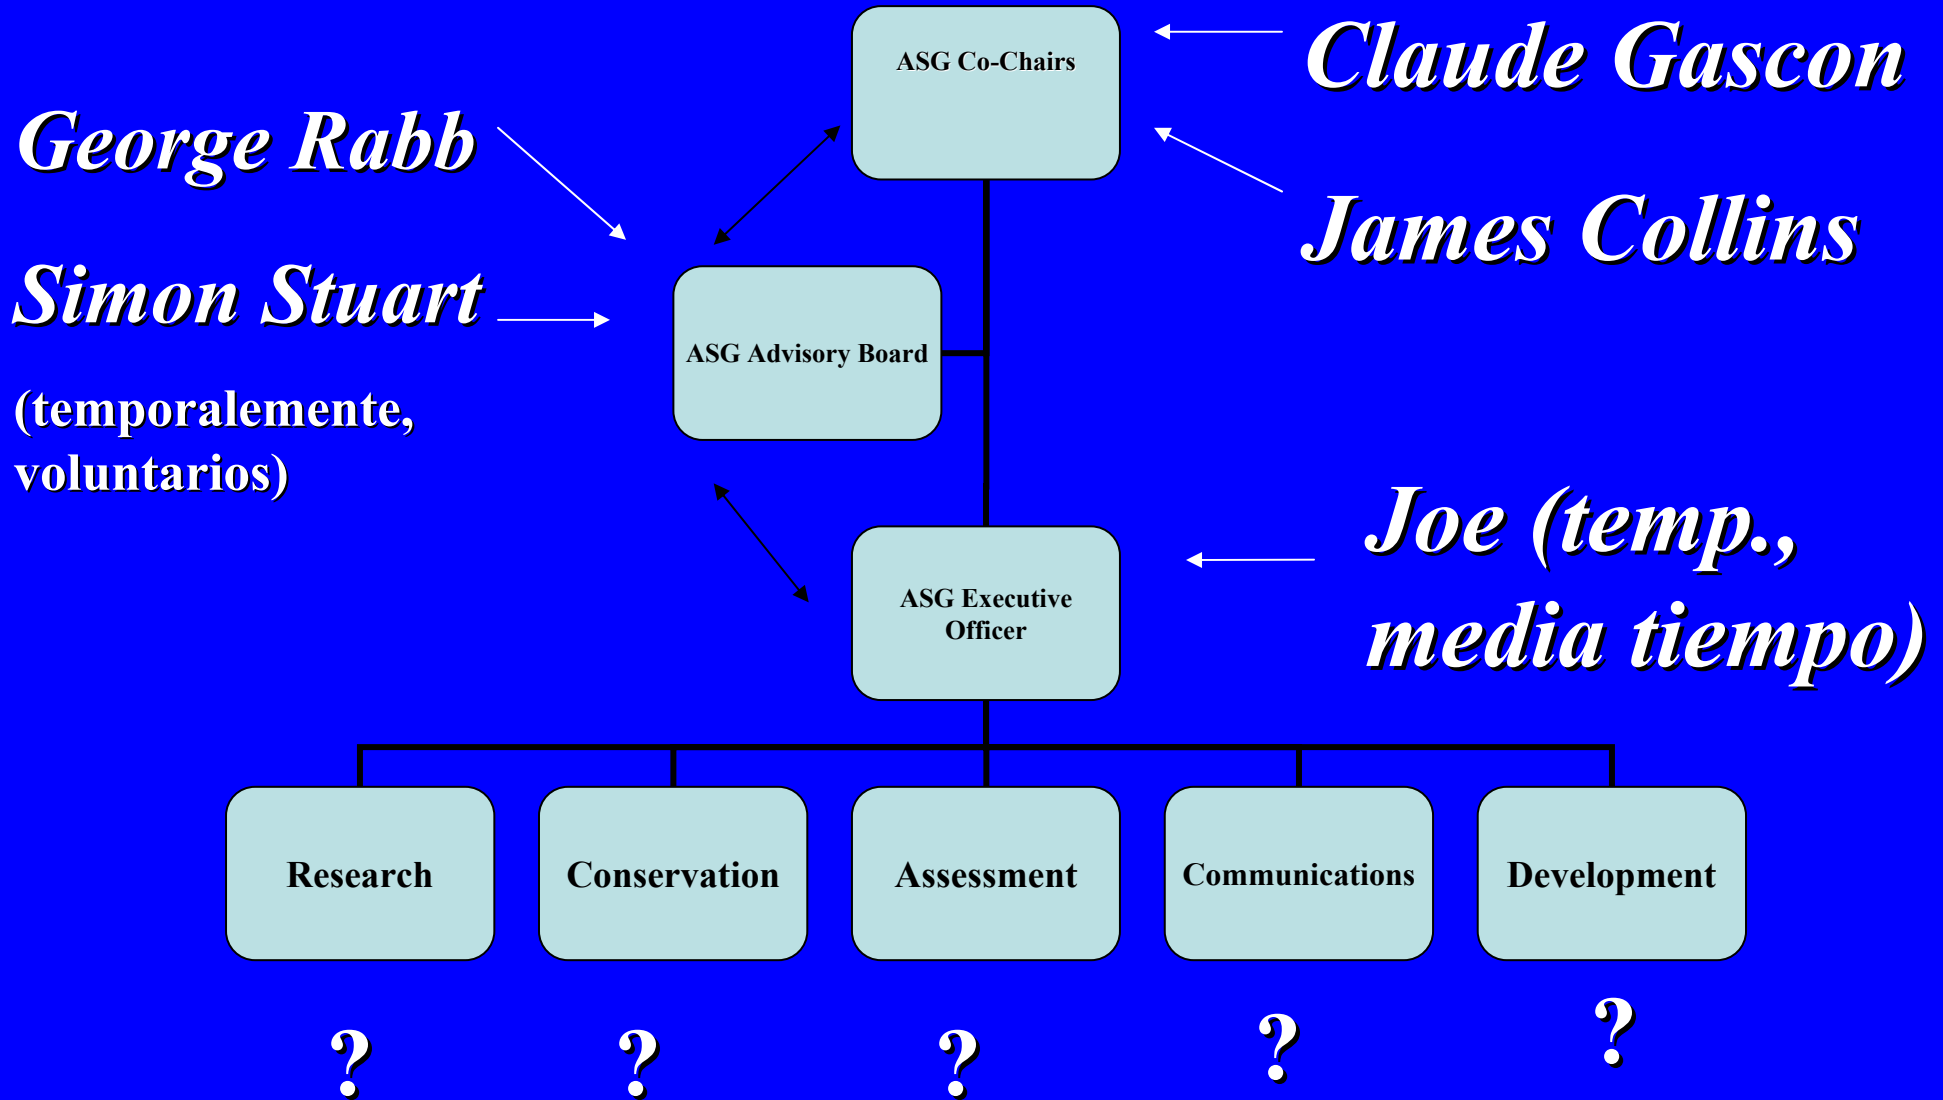 ASG Co-Chairs
Claude Gascon
George Rabb
James Collins
Simon Stuart
ASG Advisory Board
(temporalemente,
voluntarios)
Joe (temp.,
media tiempo)
ASG Executive
Officer
Research
Conservation
Assessment
Communications
Development
?
?
?
?
?